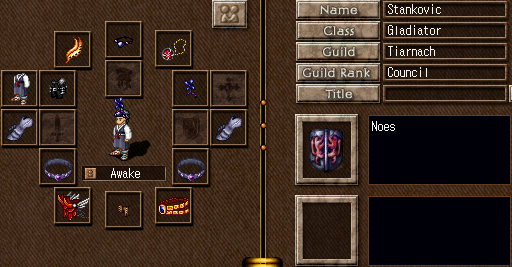 Name Stankovic
Class Gladiator
Guild Tiarnach
Guild Rank Council
Title
Noes
Awake